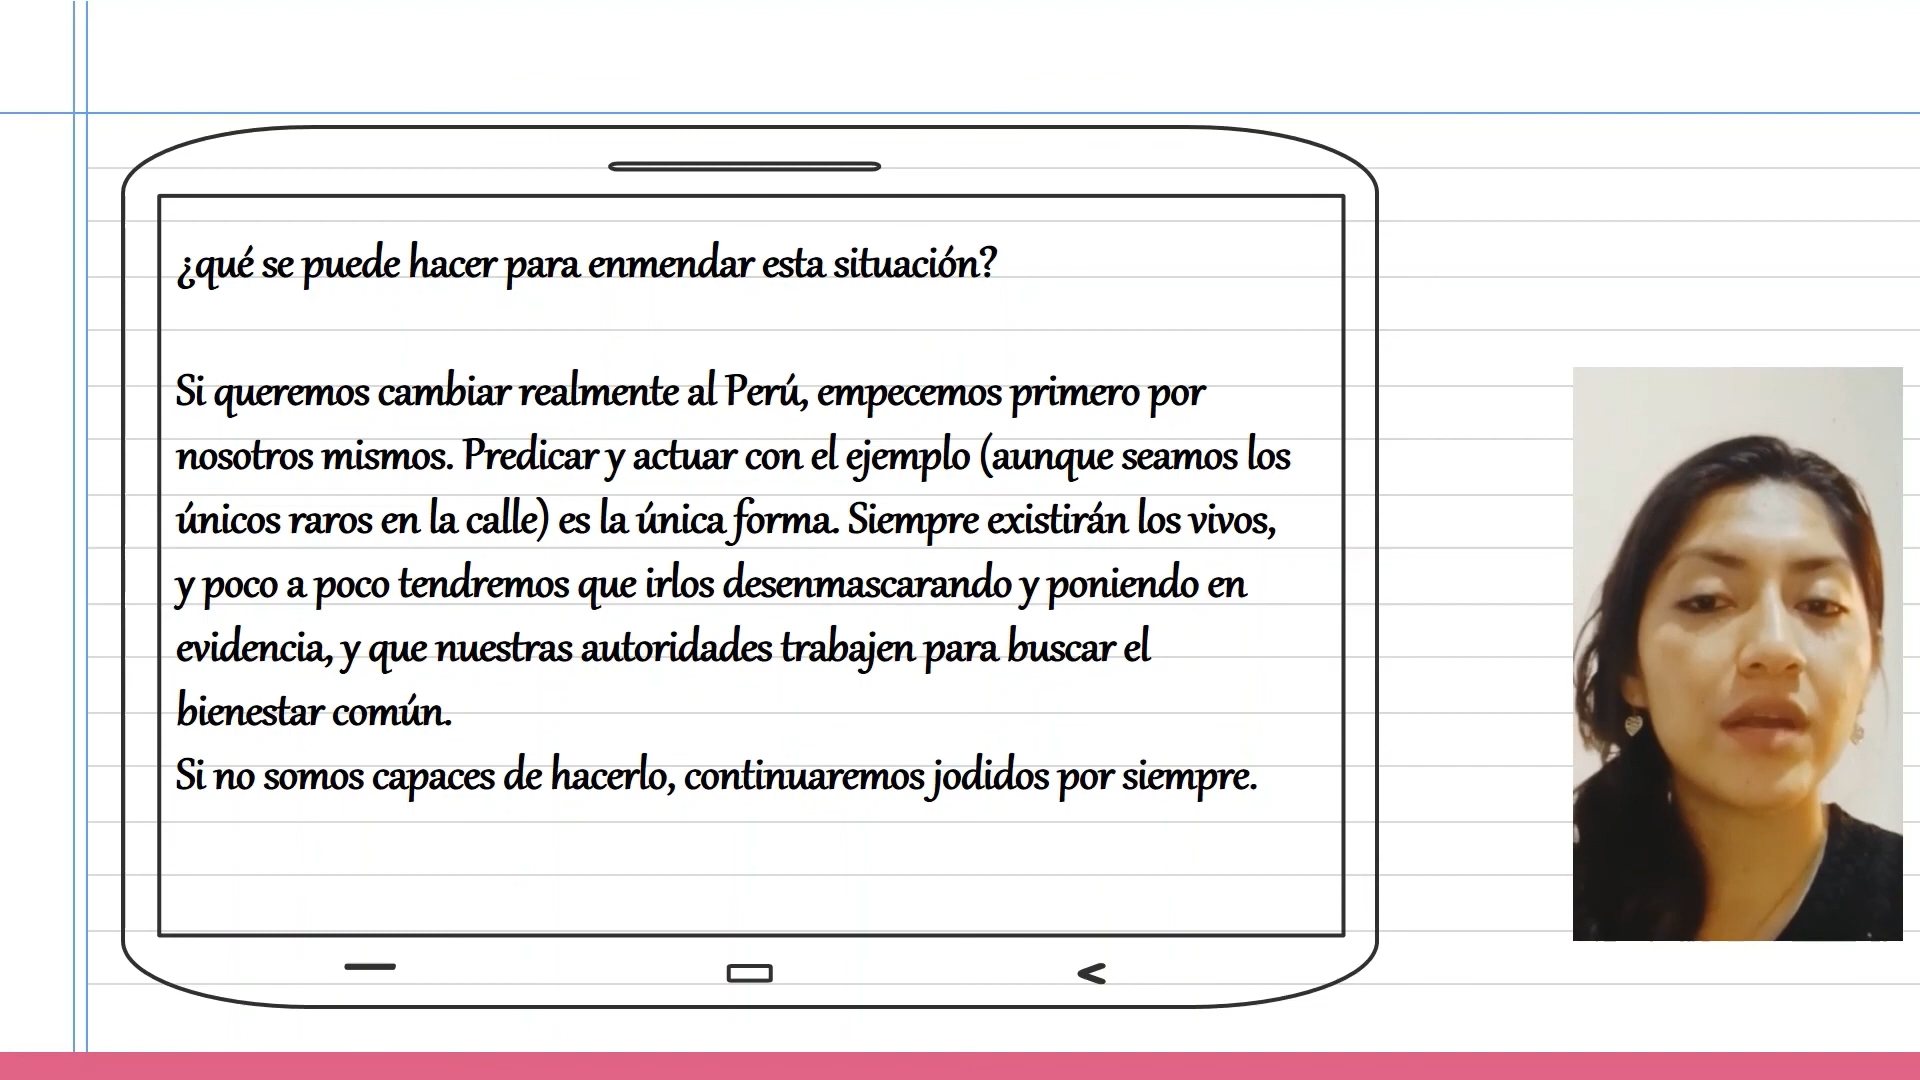 ¿qué se puede hacer para enmendar esta situación?
Si queremos cambiar realmente al Perú, empecemos primero por
nosotros mismos. Predicar y actuar con el ejemplo (aunque seamos los
únicos raros en la calle) es la única forma. Siempre existirán los vivos,
y poco a poco tendremos que irlos desenmascarando y poniendo en
evidencia, y que nuestras autoridades trabajen para buscar el
bienestar común.
Si no somos capaces de hacerlo, continuaremos jodidos por siempre.